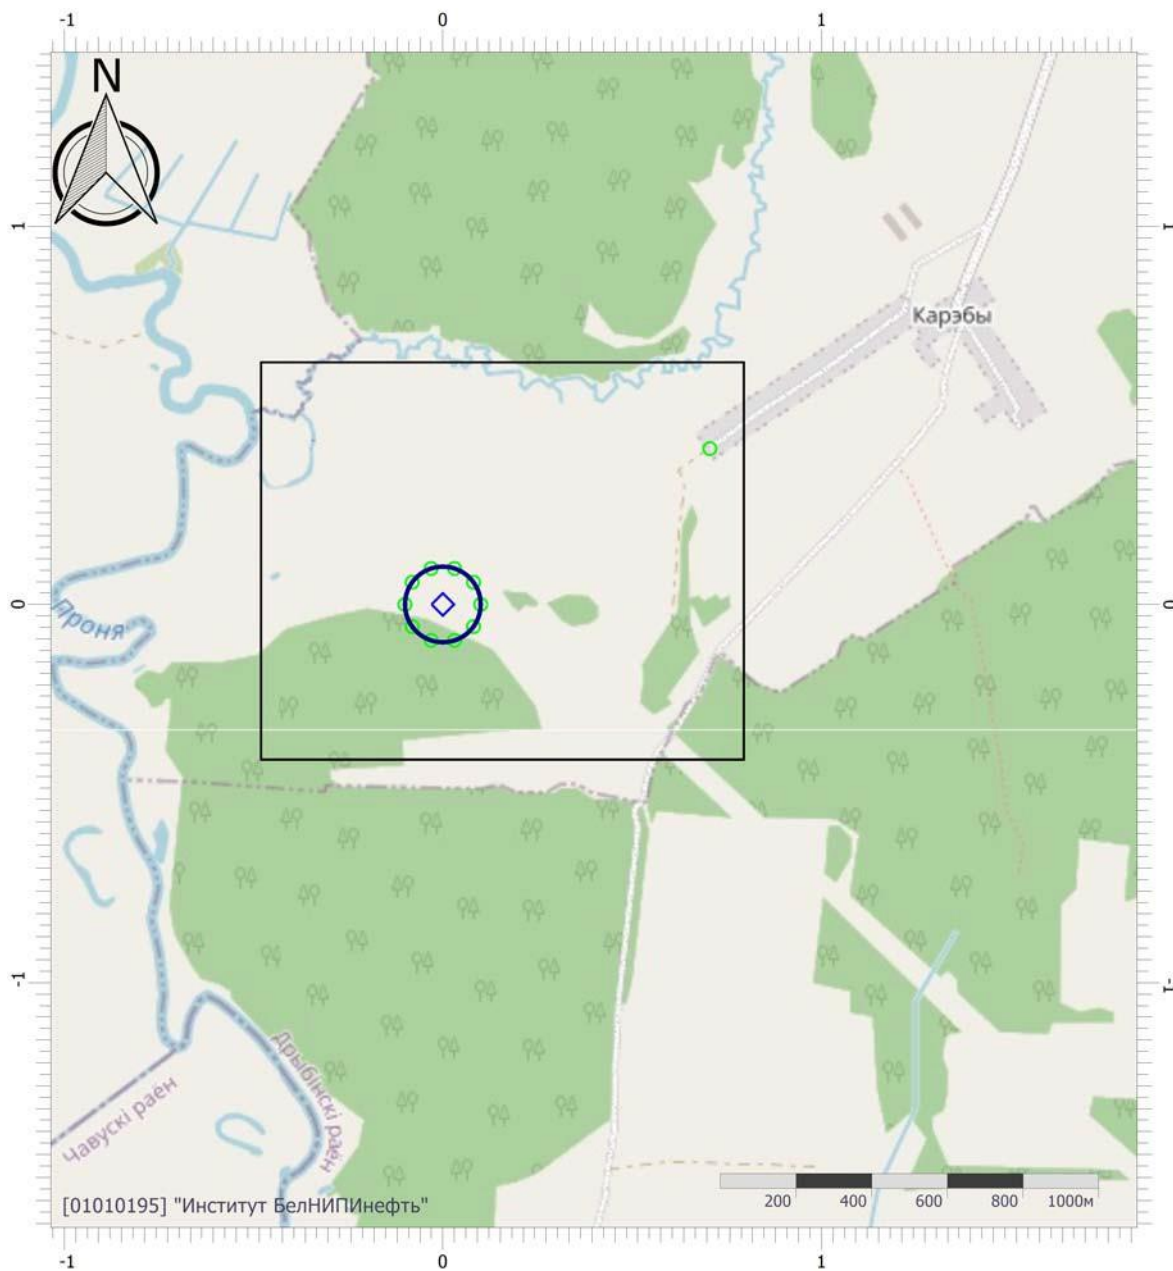 -1 0 1
N
1 1
Карэбы
0 0
Проня
-1 -1
Дрыбінскі раён
Чавускі раён
200 400 600 800 1000м
[01010195] "Институт БелНИПИнефть"
-1 0 1